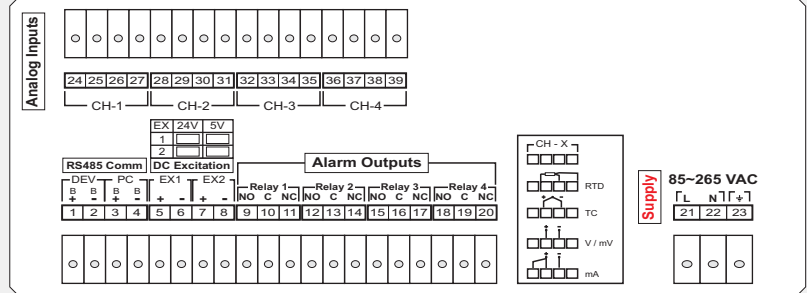 Analog Inputs
24 25 26 27 28 29 30 31 32 33 34 35 36 37 38 39
CH-1 CH-2 CH-3 CH-4
EX 24V 5V
1
2
RS485 Comm DC Excitation Alarm Outputs
DEV PC EX1 EX2 Relay 1 Relay 2 Relay 3 Relay 4
B B B B
+ - + - + - + - NO C NC NO C NC NO C NC NO C NC
1 2 3 4 5 6 7 8 9 10 11 12 13 14 15 16 17 18 19 20
CH - X
RTD
+ -
TC
+ -
V / mV
+ -
mA
Supply
85~265 VAC
L N ⏚
21 22 23